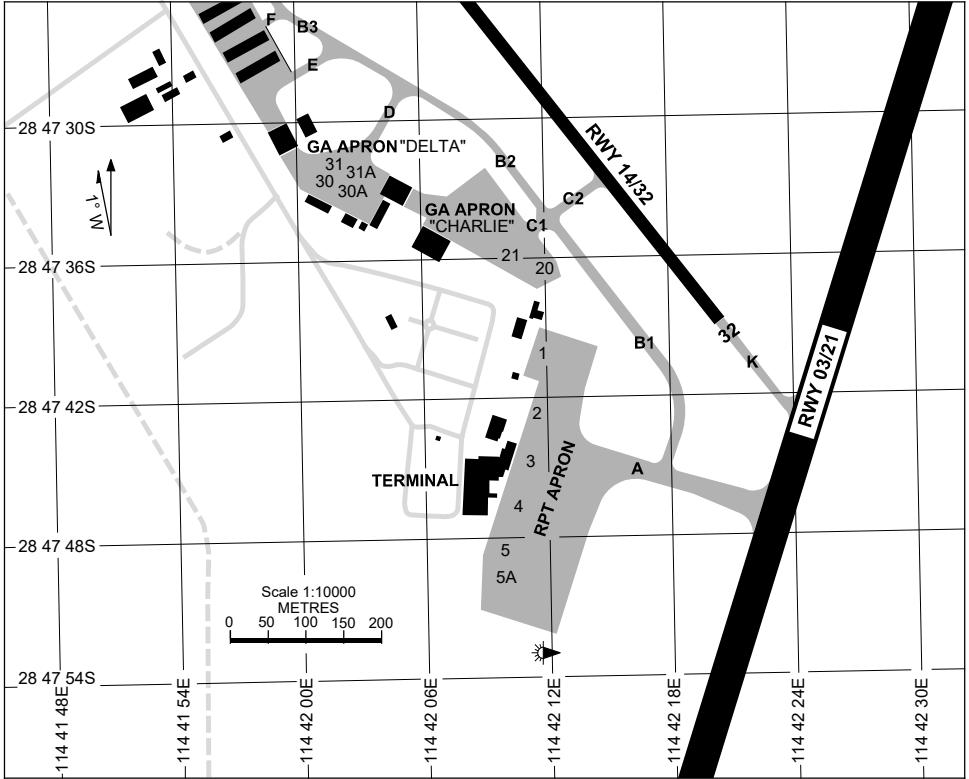 F
B3
E
D
28 47 30S
GA APRON "DELTA"
RWY 14/32
B2
31
31A
30
30A
C2
1° W
GA APRON
"CHARLIE"
C1
21
20
28 47 36S
32
B1
K
1
RWY 03/21
28 47 42S
2
3
A
TERMINAL
RPT APRON
4
28 47 48S
5
5A
Scale 1:10000
METRES
0 50 100 150 200
28 47 54S
114 41 48E
114 41 54E
114 42 00E
114 42 06E
114 42 12E
114 42 18E
114 42 24E
114 42 30E